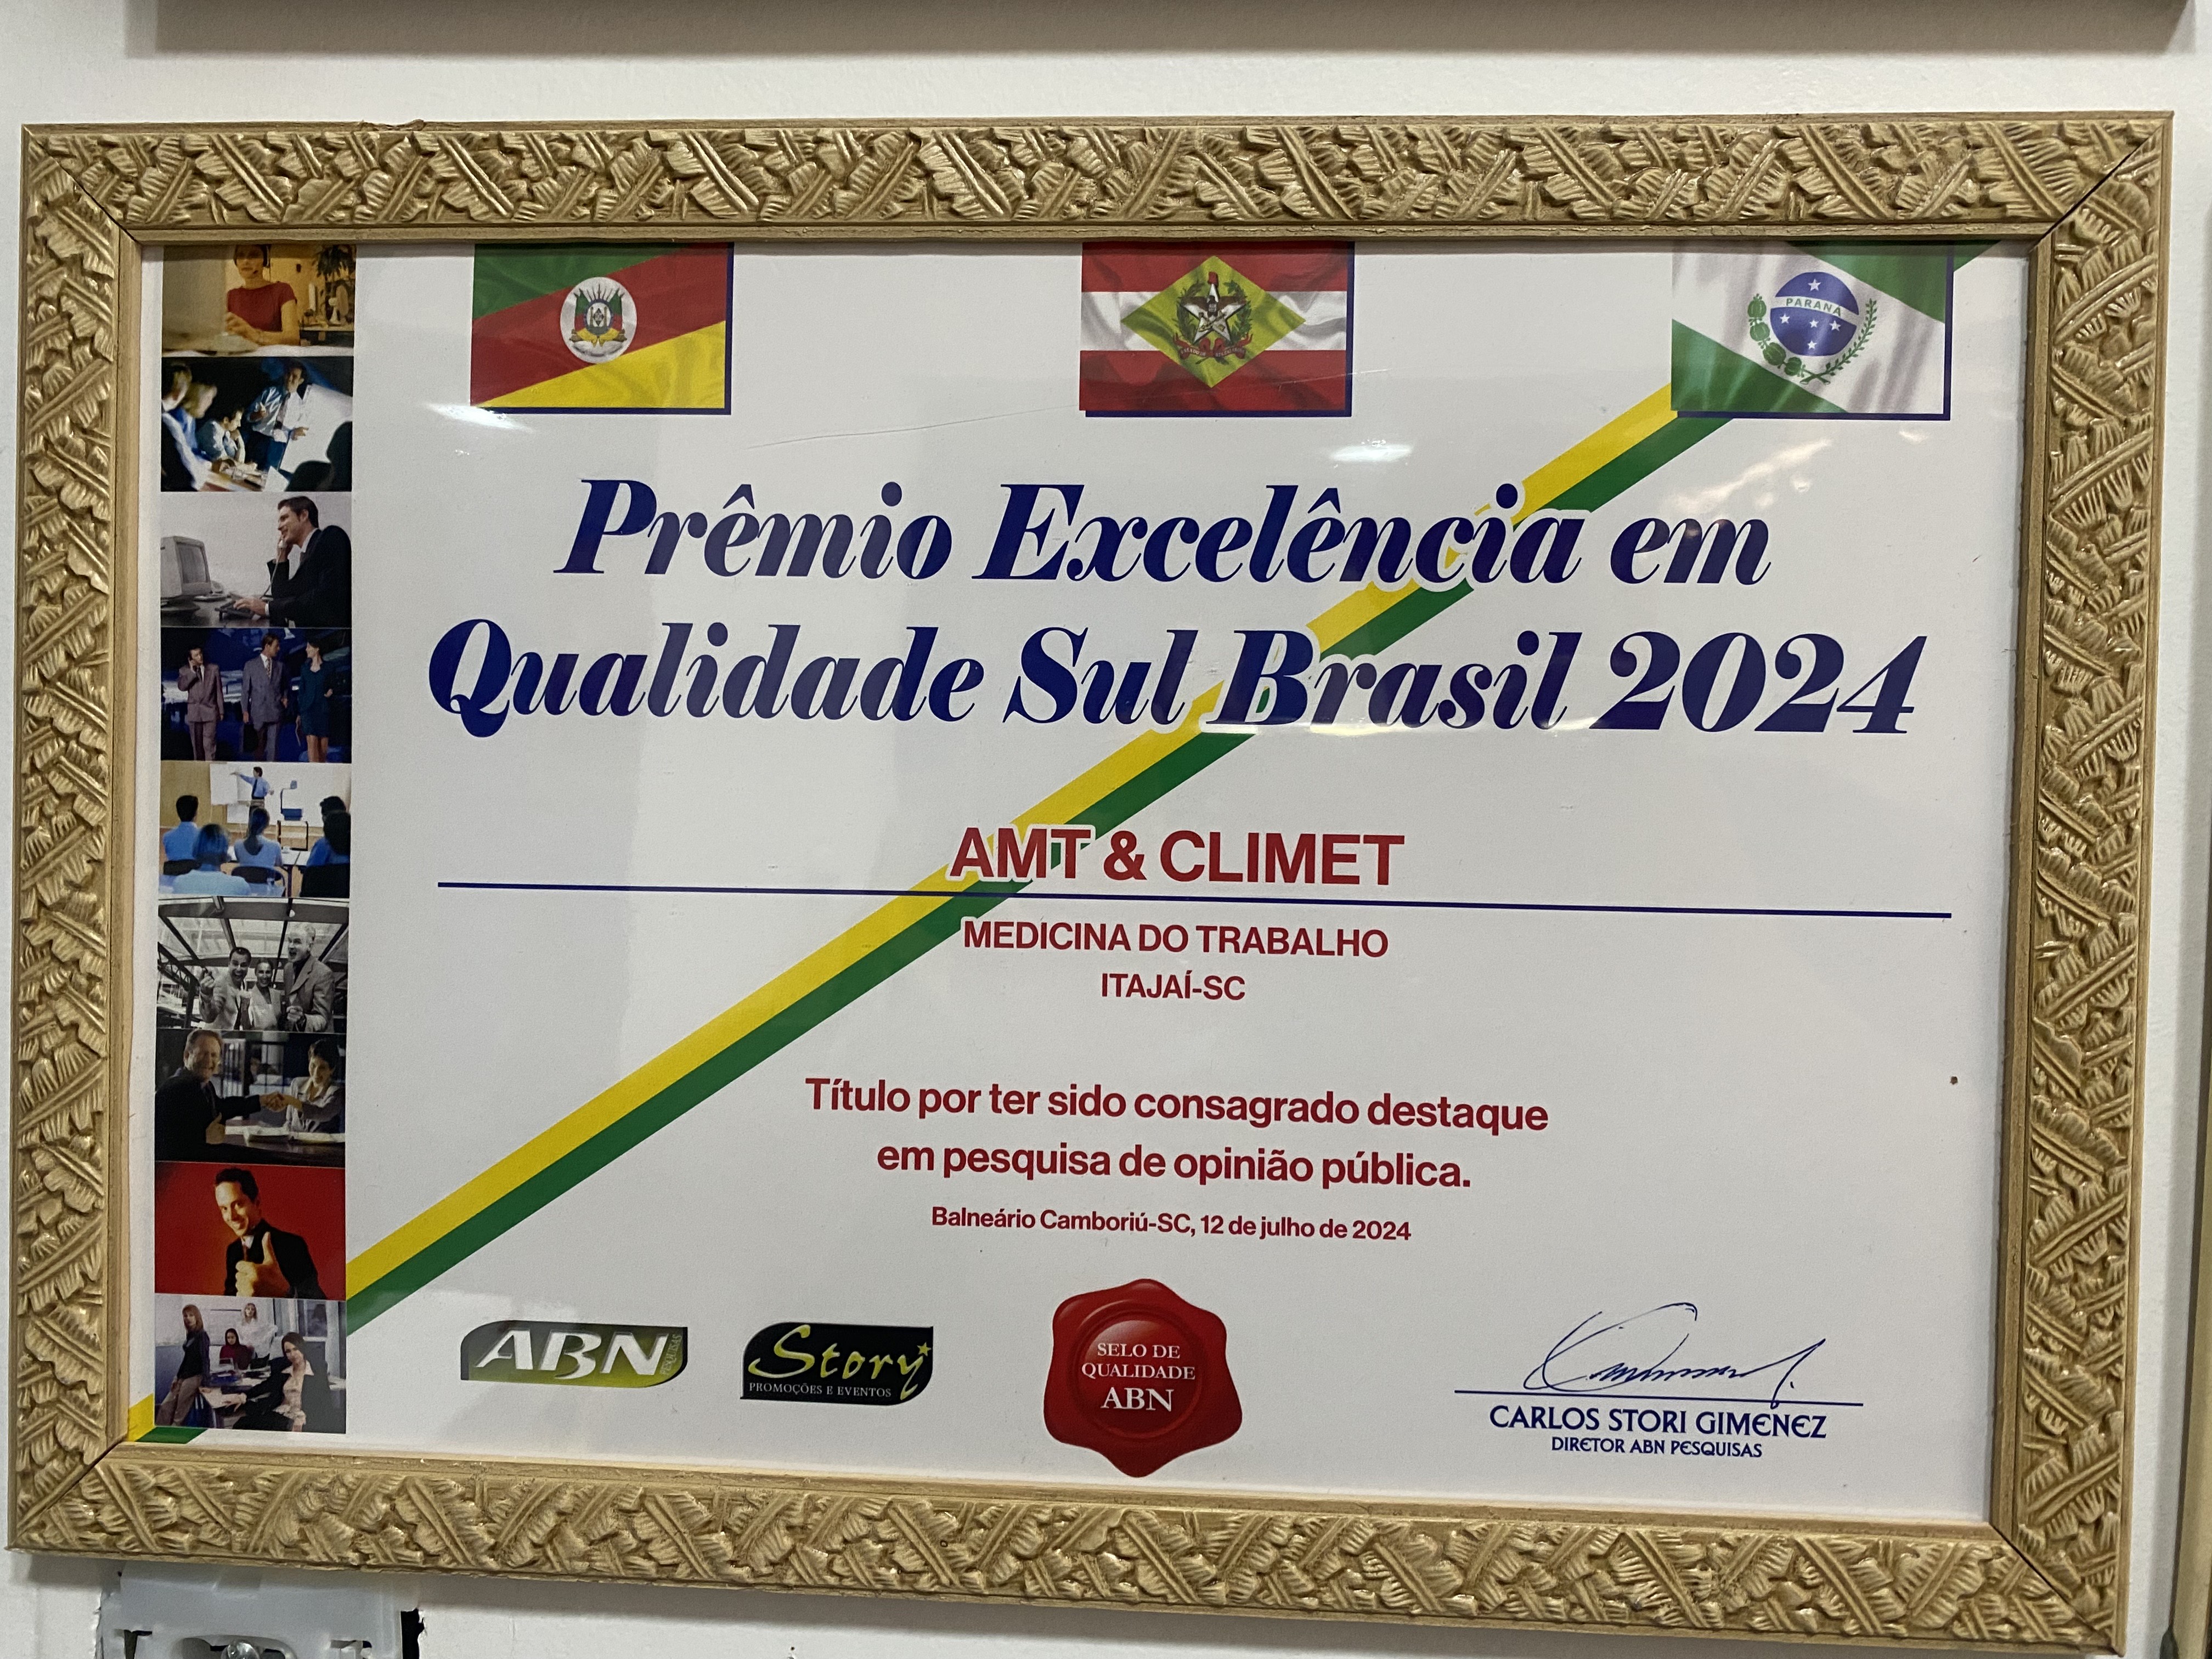 PARANÁ
Prêmio Excelência em
Qualidade Sul Brasil 2024
AMT & CLIMET
MEDICINA DO TRABALHO
ITAJAÍ-SC
Título por ter sido consagrado destaque
em pesquisa de opinião pública.
Balneário Camboriú-SC, 12 de julho de 2024
ABN
PESQUISAS
Story
PROMOÇÕES E EVENTOS
SELO DE
QUALIDADE
ABN
CARLOS STORI GIMENEZ
DIRETOR ABN PESQUISAS